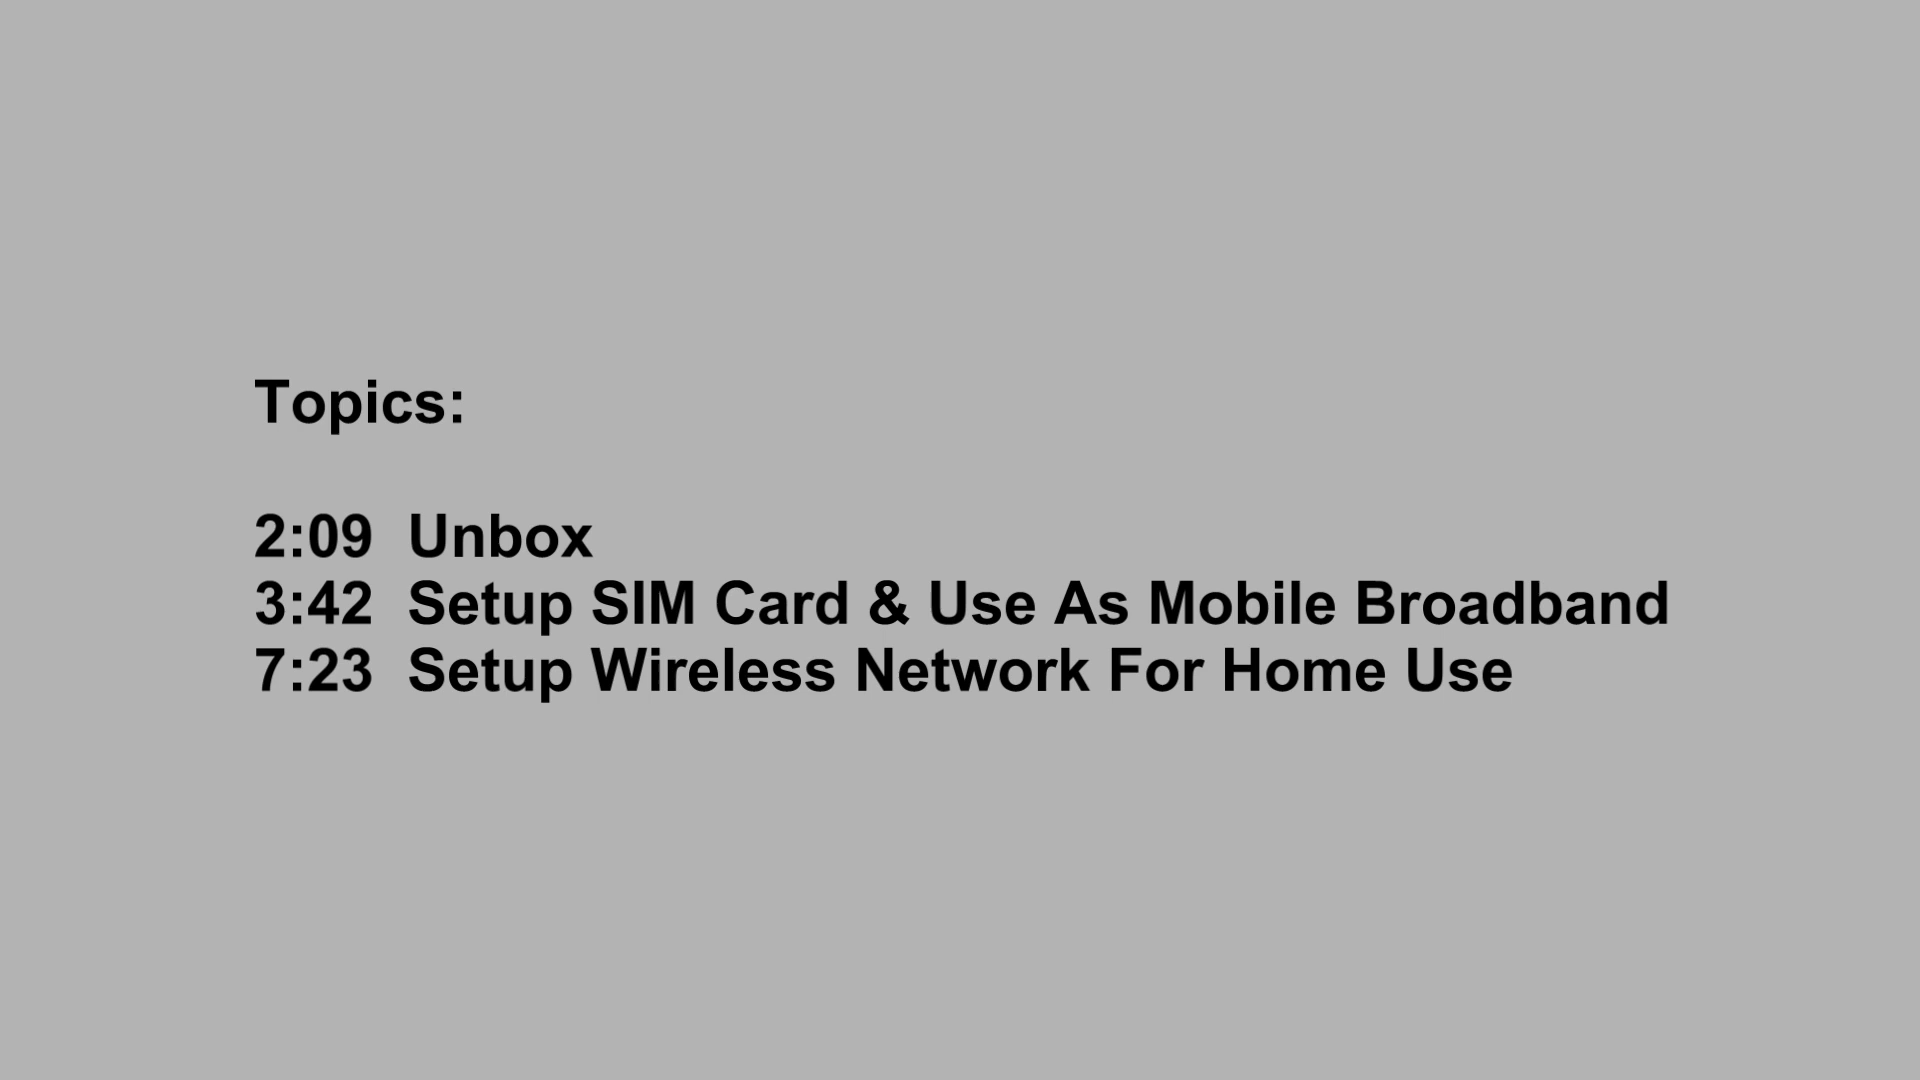 Topics:
2:09 Unbox
3:42 Setup SIM Card & Use As Mobile Broadband
7:23 Setup Wireless Network For Home Use